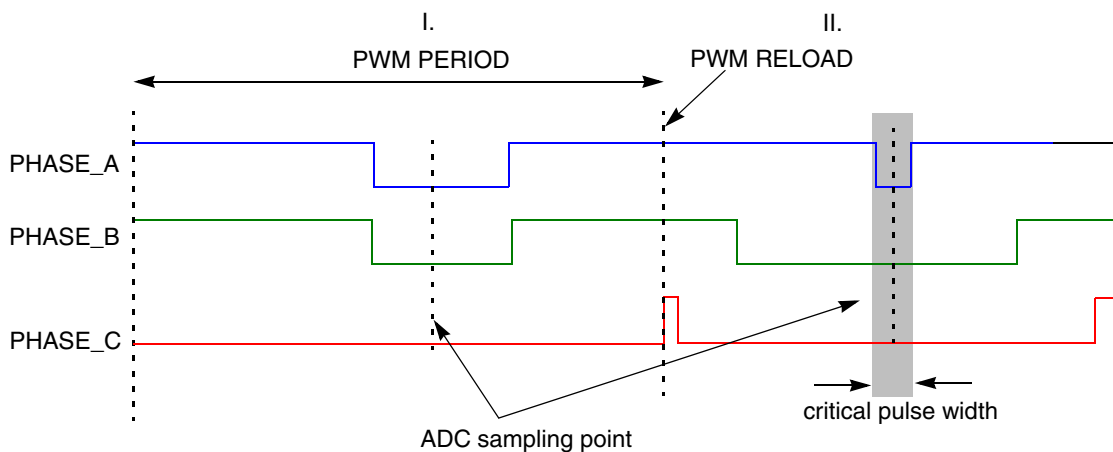 I.
II.
PWM PERIOD
PWM RELOAD
PHASE_A
PHASE_B
PHASE_C
critical pulse width
ADC sampling point